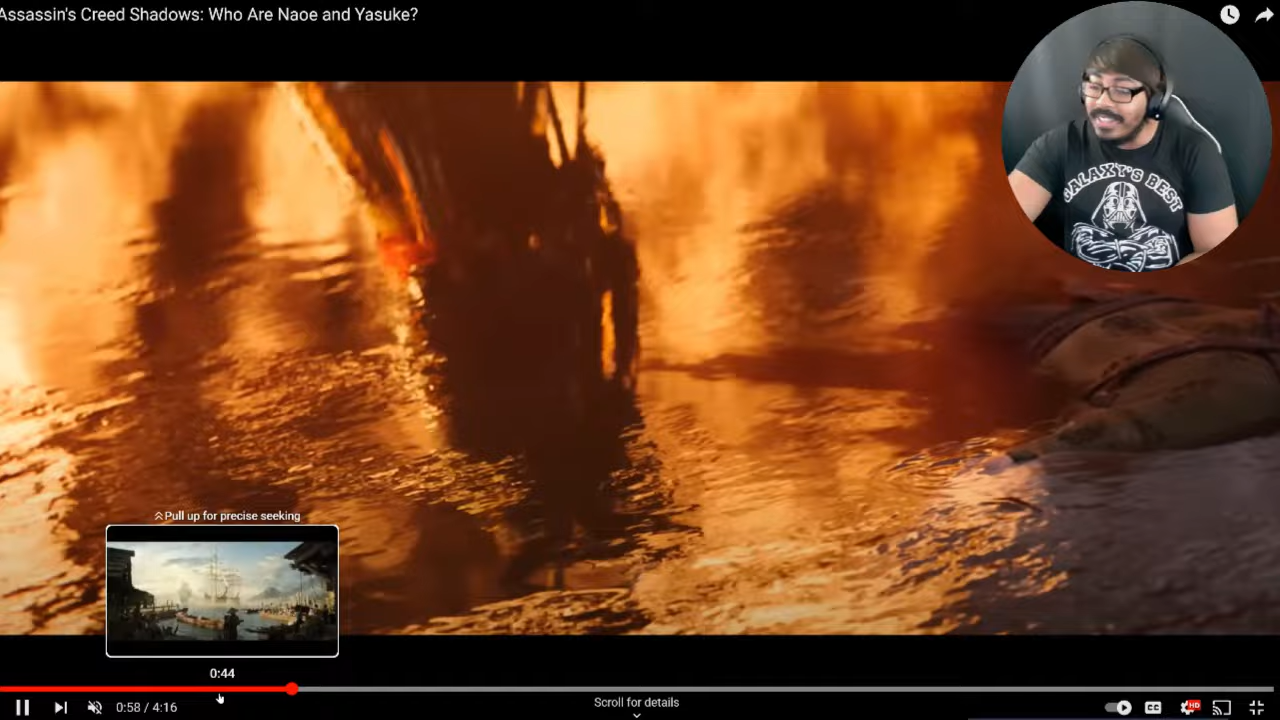 Assassin's Creed Shadows: Who Are Naoe and Yasuke?
GALAXY'S BEST
Pull up for precise seeking
0:44
0:58 / 4:16
Scroll for details
HD
CC